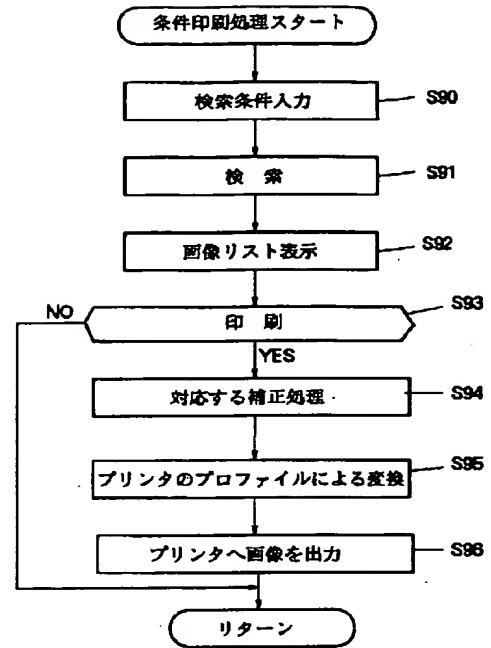 条件印刷処理スタート
検索条件入力 S90
検 索 S91
画像リスト表示 S92
印 刷 S93
NO
YES
対応する補正処理 S94
プリンタのプロファイルによる変換 S95
プリンタへ画像を出力 S96
リターン